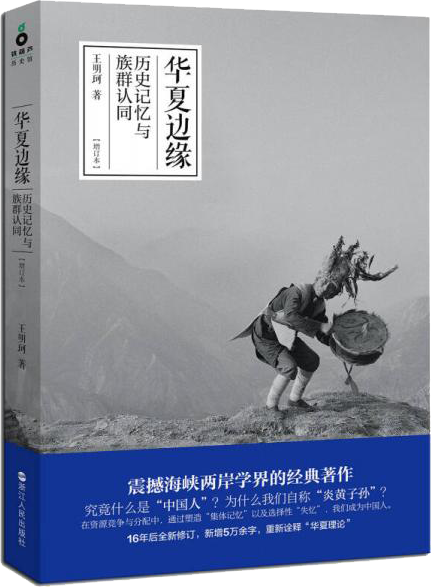 铁葫芦
历史馆
华夏边缘
历史记忆与
族群认同
[增订本]
王明珂 著
浙江人民出版社
王明珂 著
华夏边缘
历史记忆与
族群认同
【增订本】
震撼海峡两岸学界的经典著作
究竟什么是“中国人”？为什么我们自称“炎黄子孙”？
在资源竞争与分配中，通过塑造“集体记忆”以及选择性“失忆”，我们成为中国人。
16年后全新修订，新增5万余字，重新诠释“华夏理论”